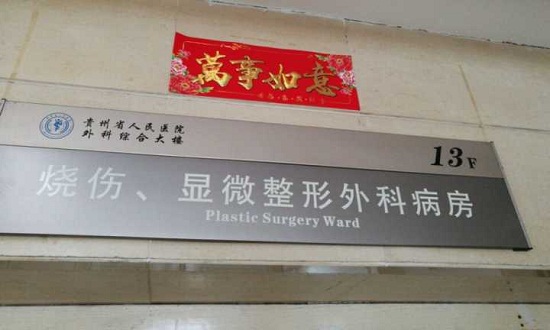 萬事如意
贵州省人民医院
外科综合大楼
13F
烧伤、显微整形外科病房
Plastic Surgery Ward